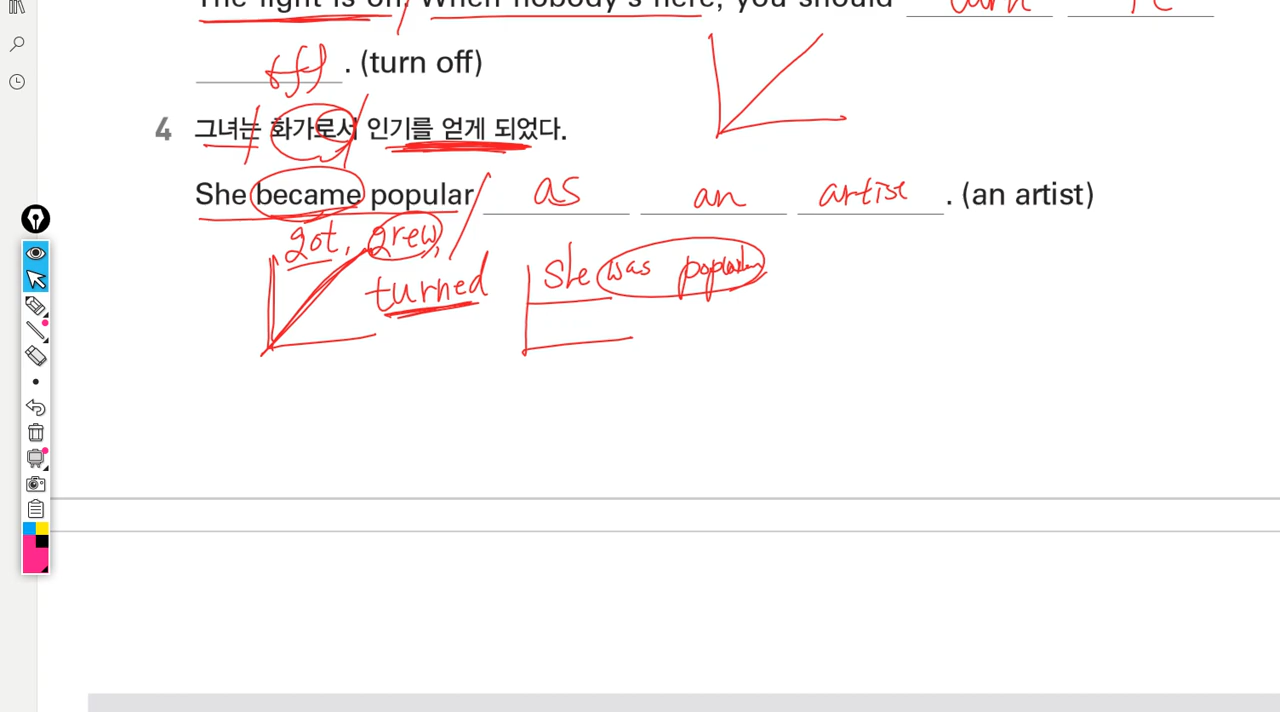 The light is on. When nobody's here, you should turn it
off . (turn off)
4 그녀는 화가로서 인기를 얻게 되었다.
She became popular as an artist . (an artist)
got, grew,
turned
She was popular